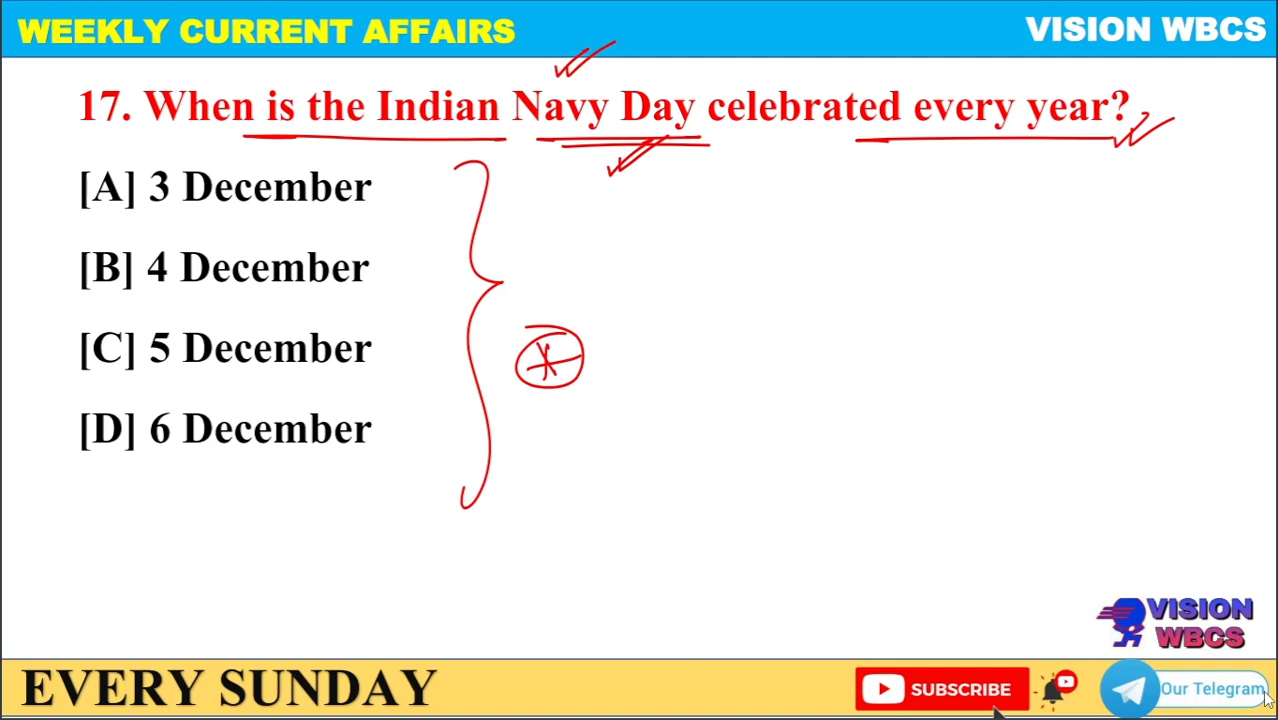 WEEKLY CURRENT AFFAIRS
VISION WBCS
17. When is the Indian Navy Day celebrated every year?
[A] 3 December
[B] 4 December
[C] 5 December
[D] 6 December
VISION
WBCS
EVERY SUNDAY
SUBSCRIBE
Our Telegram